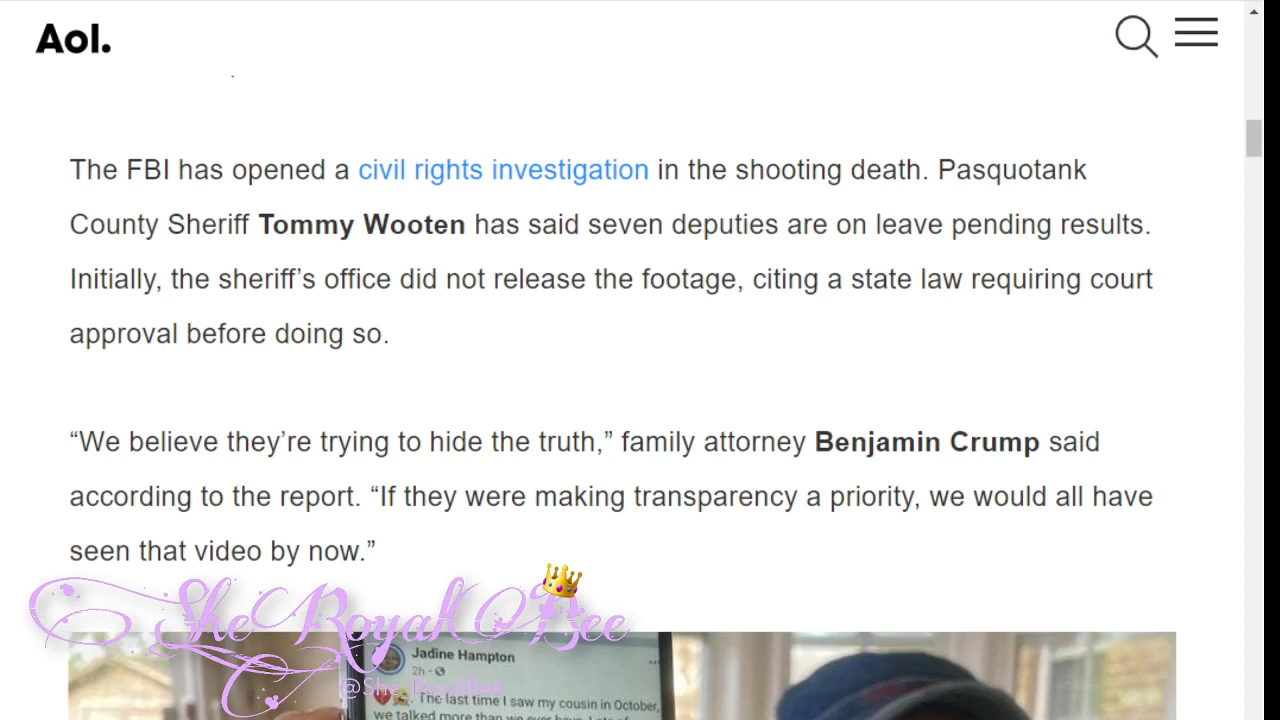 Aol.
The FBI has opened a civil rights investigation in the shooting death. Pasquotank
County Sheriff Tommy Wooten has said seven deputies are on leave pending results.
Initially, the sheriff’s office did not release the footage, citing a state law requiring court
approval before doing so.
“We believe they’re trying to hide the truth,” family attorney Benjamin Crump said
according to the report. “If they were making transparency a priority, we would all have
seen that video by now.”
SheRoyalBee
@She_RoyalBee
Jadine Hampton
2h
The last time I saw my cousin in October,
we talked more than we ever have. Lots of